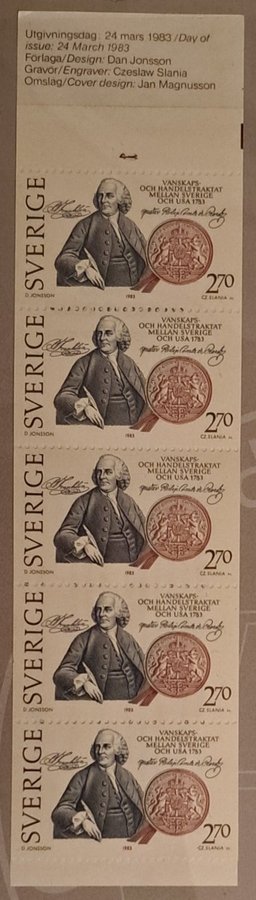 Utgivningsdag: 24 mars 1983 / Day of
issue: 24 March 1983
Förlaga/Design: Dan Jonsson
Gravör/Engraver: Czeslaw Slania
Omslag/Cover design: Jan Magnusson
SVERIGE
VÄNSKAPS-
OCH HANDELSTRAKTAT
MELLAN SVERIGE
OCH USA 1783
2.70
D JONSSON
1983
CZ SLANIA sc.
SVERIGE
VÄNSKAPS-
OCH HANDELSTRAKTAT
MELLAN SVERIGE
OCH USA 1783
2.70
D JONSSON
1983
CZ SLANIA sc.
SVERIGE
VÄNSKAPS-
OCH HANDELSTRAKTAT
MELLAN SVERIGE
OCH USA 1783
2.70
D JONSSON
1983
CZ SLANIA sc.
SVERIGE
VÄNSKAPS-
OCH HANDELSTRAKTAT
MELLAN SVERIGE
OCH USA 1783
2.70
D JONSSON
1983
CZ SLANIA sc.
SVERIGE
VÄNSKAPS-
OCH HANDELSTRAKTAT
MELLAN SVERIGE
OCH USA 1783
2.70
D JONSSON
1983
CZ SLANIA sc.